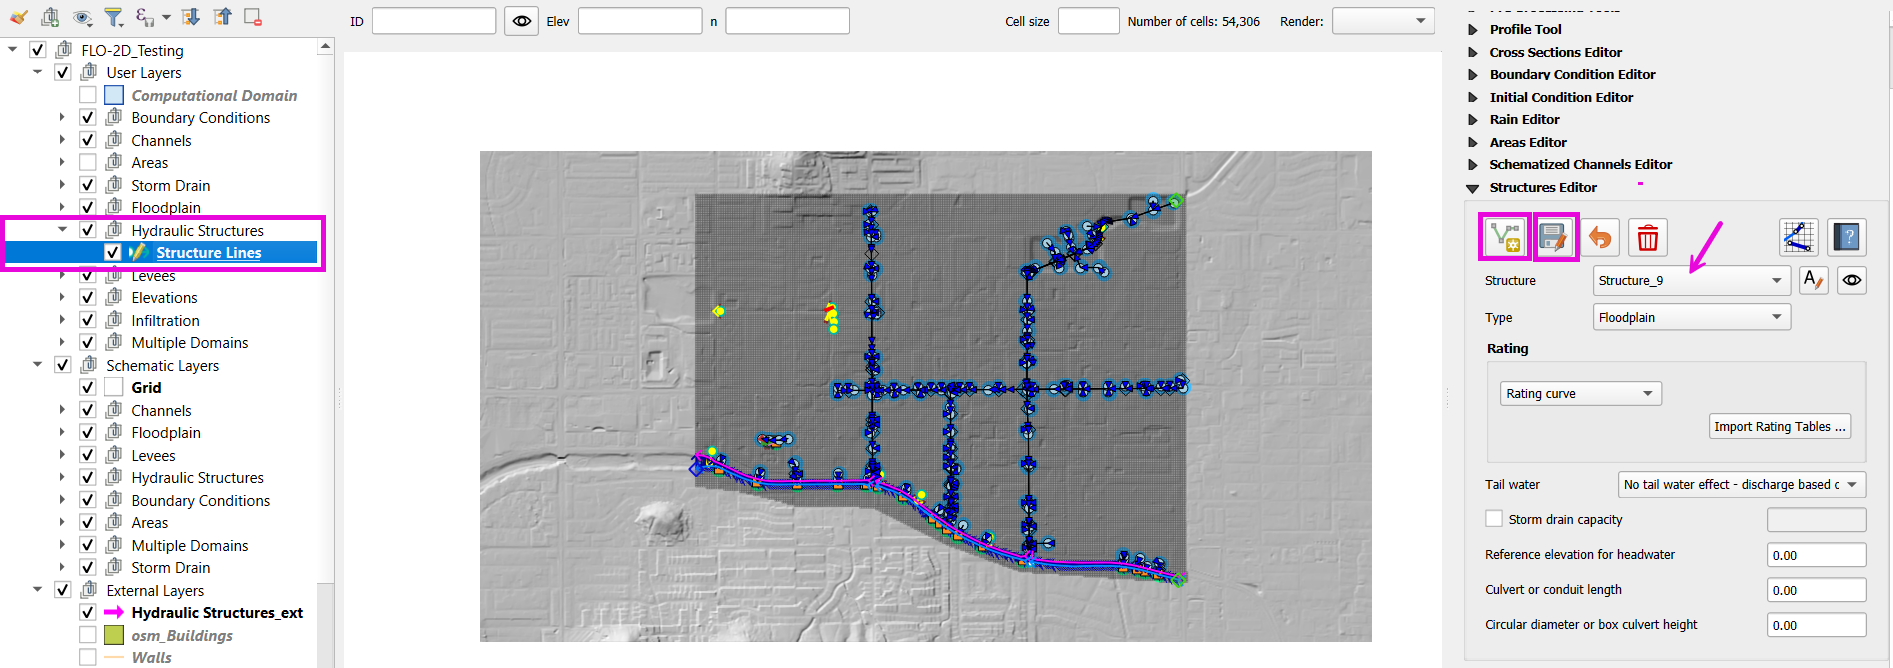 FLO-2D_Testing
User Layers
Computational Domain
Boundary Conditions
Channels
Areas
Storm Drain
Floodplain
Hydraulic Structures
Structure Lines
Levees
Elevations
Infiltration
Multiple Domains
Schematic Layers
Grid
Channels
Floodplain
Levees
Hydraulic Structures
Boundary Conditions
Areas
Multiple Domains
Storm Drain
External Layers
Hydraulic Structures_ext
osm_Buildings
Walls
ID Elev n Cell size Number of cells: 54,306 Render:
Profile Tool
Cross Sections Editor
Boundary Condition Editor
Initial Condition Editor
Rain Editor
Areas Editor
Schematized Channels Editor
Structures Editor
?
Structure Structure_9 A
Type Floodplain
Rating
Rating curve
Import Rating Tables ...
Tail water No tail water effect - discharge based c
Storm drain capacity
Reference elevation for headwater 0.00
Culvert or conduit length 0.00
Circular diameter or box culvert height 0.00